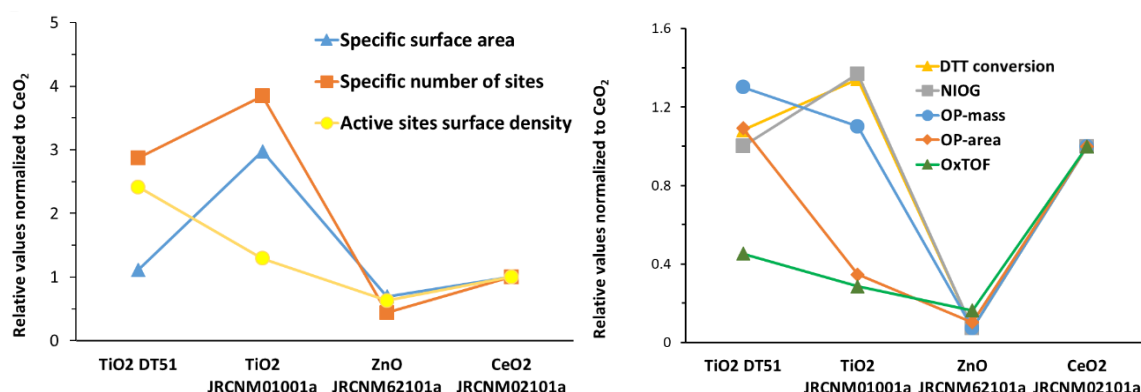 Relative values normalized to CeO2
5
4
3
2
1
0
Specific surface area
Specific number of sites
Active sites surface density
TiO2 DT51 TiO2 ZnO CeO2
JRCNM01001a JRCNM62101a JRCNM02101a
Relative values normalized to CeO2
1.6
1.2
0.8
0.4
0
DTT conversion
NIOG
OP-mass
OP-area
OxTOF
TiO2 DT51 TiO2 ZnO CeO2
JRCNM01001a JRCNM62101a JRCNM02101a